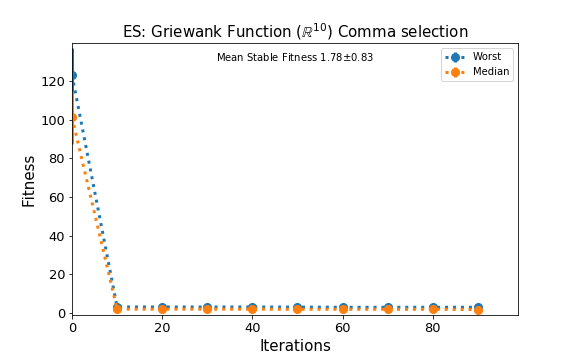 ES: Griewank Function (ℝ¹⁰) Comma selection
Mean Stable Fitness 1.78±0.83
Worst
Median
Fitness
120
100
80
60
40
20
0
0 20 40 60 80
Iterations